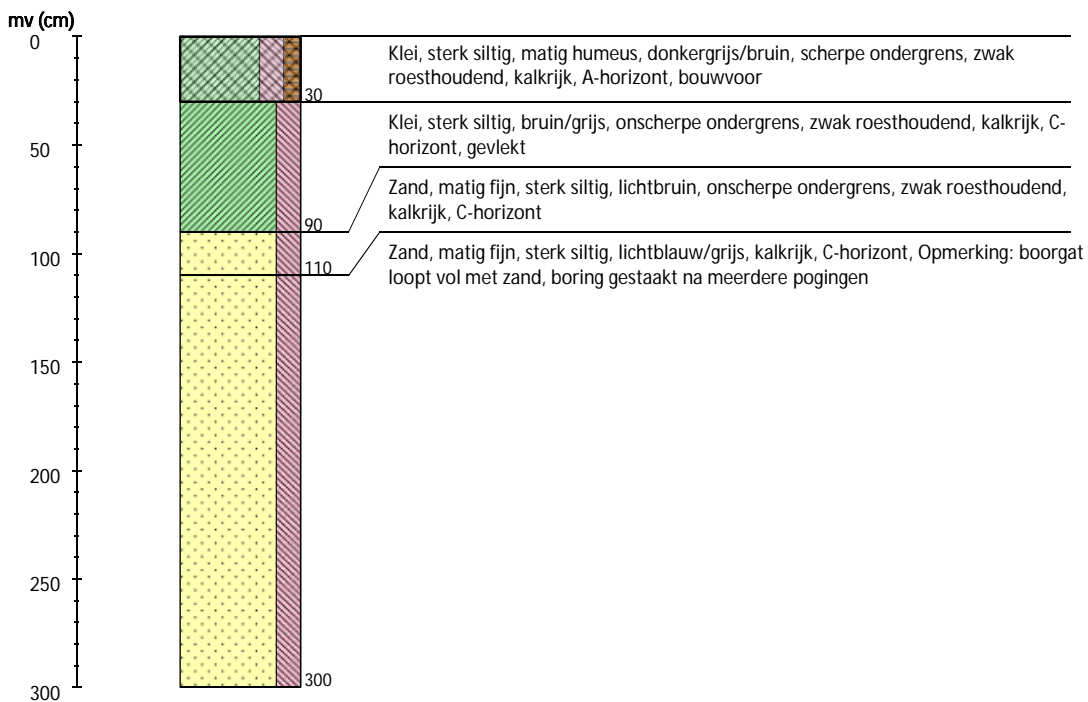 mv (cm)
0
Klei, sterk siltig, matig humeus, donkergrijs/bruin, scherpe ondergrens, zwak
roesthoudend, kalkrijk, A-horizont, bouwvoor
30
Klei, sterk siltig, bruin/grijs, onscherpe ondergrens, zwak roesthoudend, kalkrijk, C-
horizont, gevlekt
50
Zand, matig fijn, sterk siltig, lichtbruin, onscherpe ondergrens, zwak roesthoudend,
kalkrijk, C-horizont
90
Zand, matig fijn, sterk siltig, lichtblauw/grijs, kalkrijk, C-horizont, Opmerking: boorgat
loopt vol met zand, boring gestaakt na meerdere pogingen
100
110
150
200
250
300
300